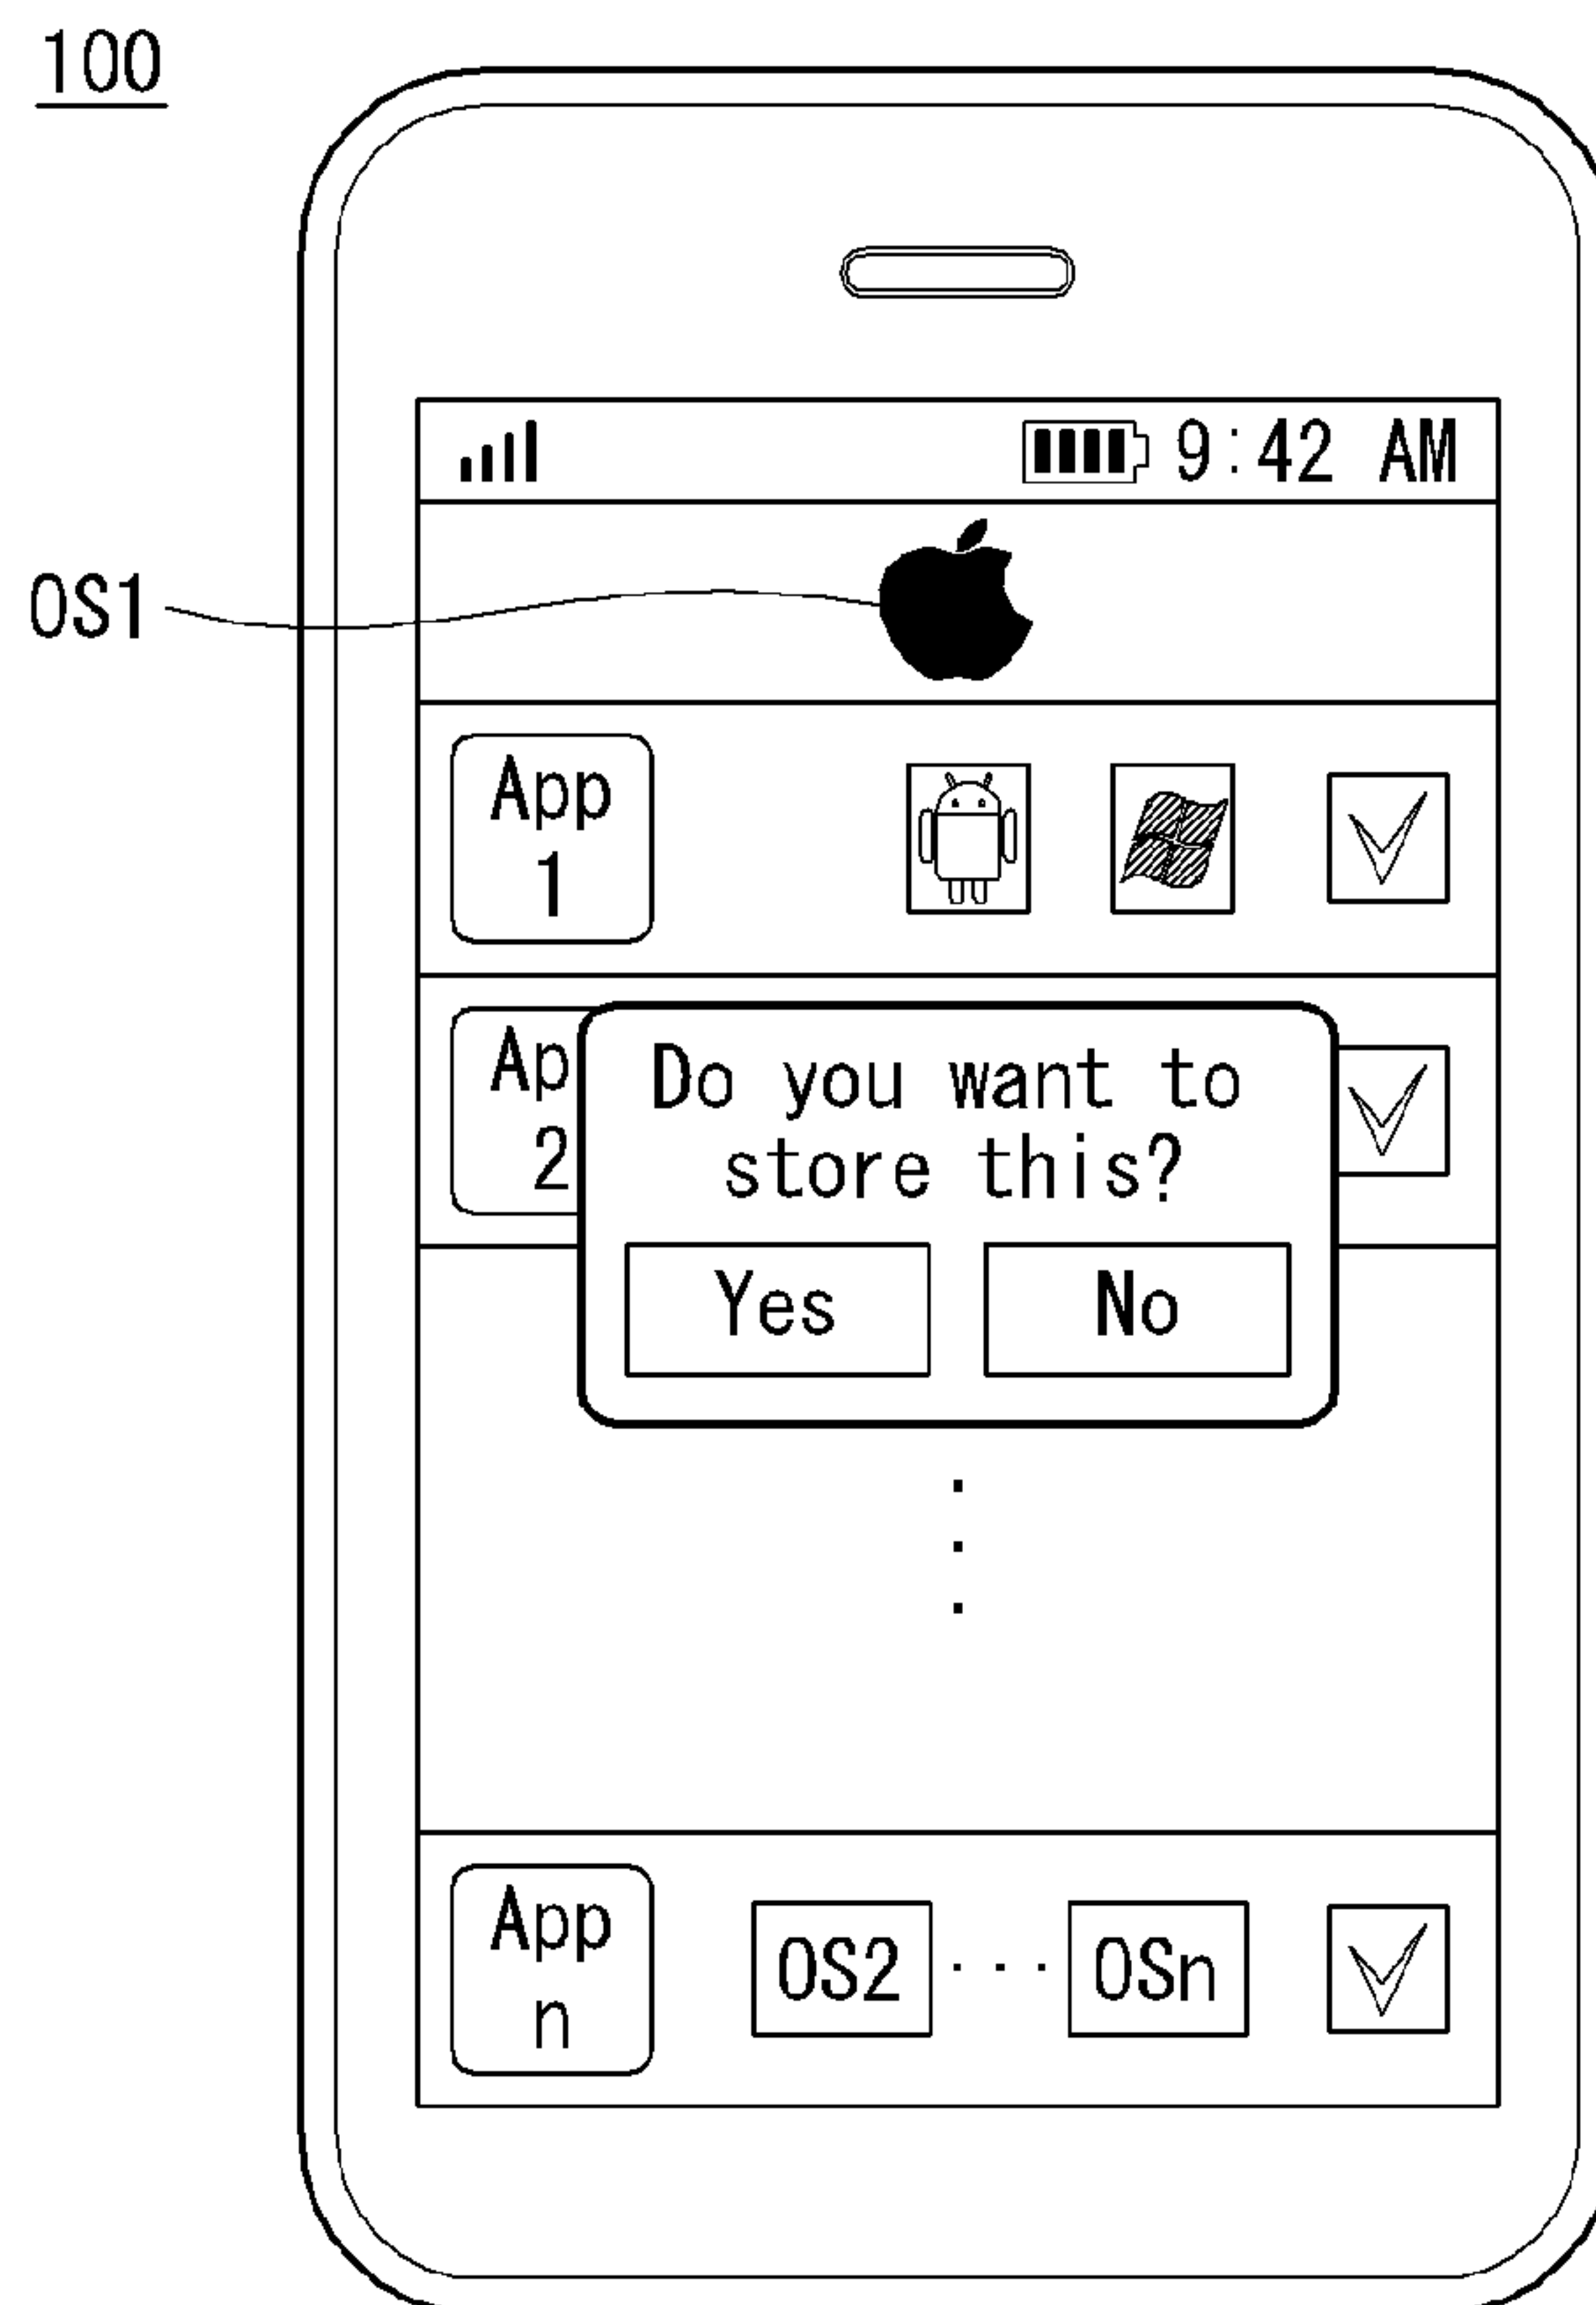 100
9:42 AM
OS1
App
1
Ap
2
Do you want to
store this?
Yes
No
App
n
OS2 ··· OSn